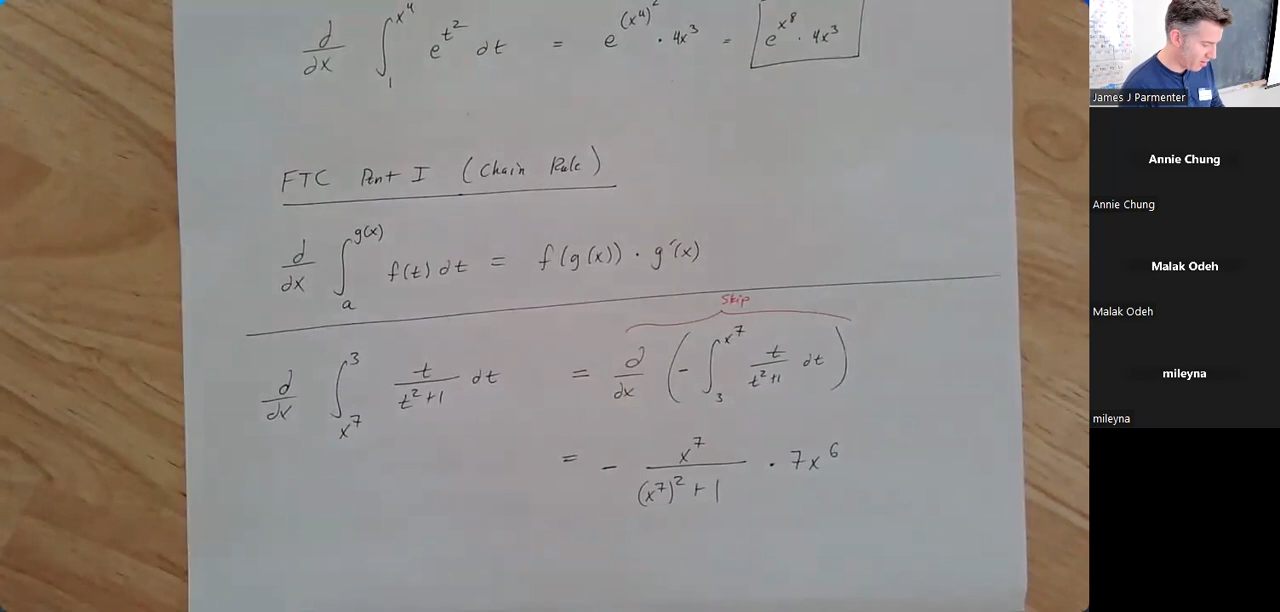 d/dx ∫₁^{x⁴} e^{t²} dt = e^{(x⁴)²} · 4x³ = e^{x⁸} · 4x³
FTC Part I (Chain Rule)
d/dx ∫ₐ^{g(x)} f(t) dt = f(g(x)) · g'(x)
Skip
d/dx ∫_{x⁷}^{3} t/(t²+1) dt = d/dx (- ∫₃^{x⁷} t/(t²+1) dt)
= - x⁷/((x⁷)²+1) · 7x⁶
James J Parmenter
Annie Chung
Annie Chung
Malak Odeh
Malak Odeh
mileyna
mileyna